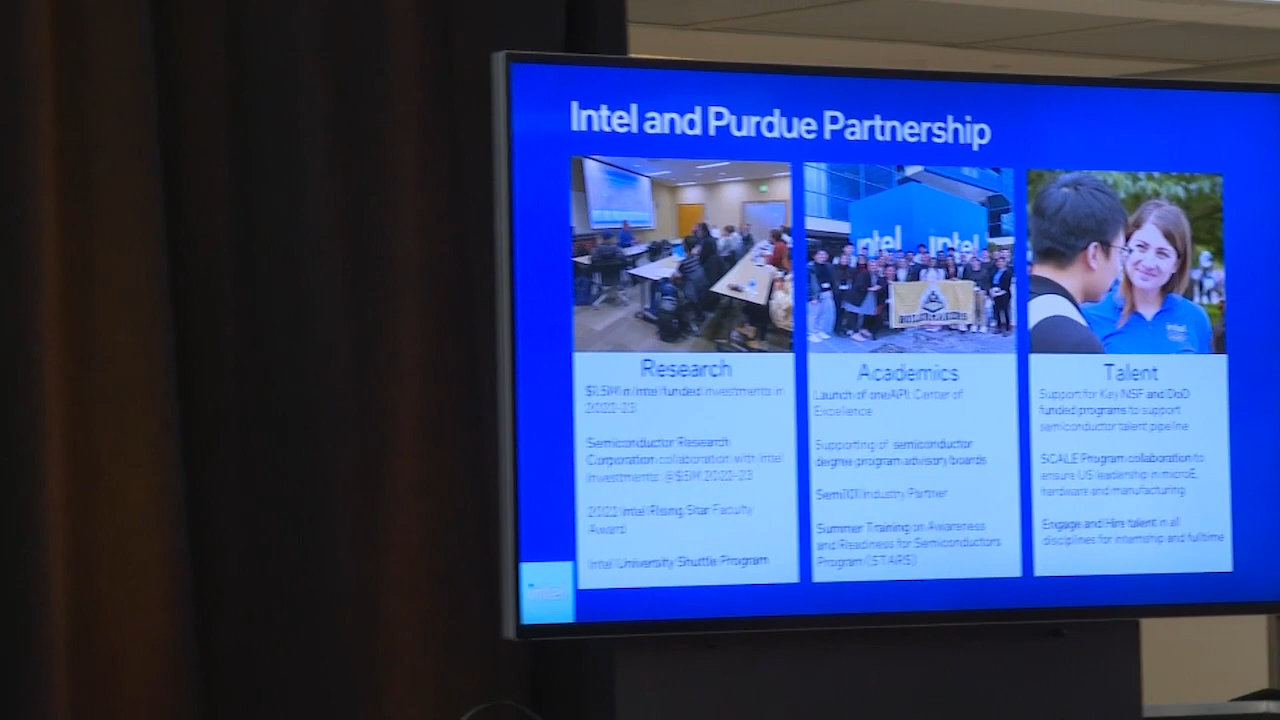 Intel and Purdue Partnership
intel intel
BOILERMAKERS
intel
Research
$1.5M in Intel funded investments in
2022-23
Semiconductor Research
Corporation collaboration with Intel
Investments: @$5M 2022-23
2022 Intel Rising Star Faculty
Award
Intel University Shuttle Program
Academics
Launch of oneAPI: Center of
Excellence
Supporting of semiconductor
degree program advisory boards
Semi101 Industry Partner
Summer Training on Awareness
and Readiness for Semiconductors
Program (STARS)
Talent
Support for Key NSF and DoD
funded programs to support
semiconductor talent pipeline
SCALE Program collaboration to
ensure US leadership in microE,
hardware and manufacturing
Engage and Hire talent in all
disciplines for internship and fulltime
intel